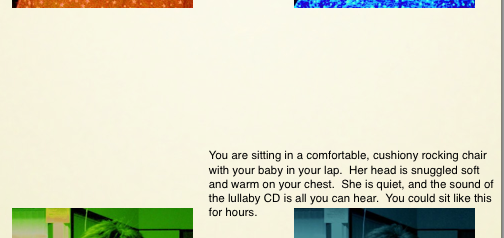 You are sitting in a comfortable, cushiony rocking chair
with your baby in your lap.  Her head is snuggled soft
and warm on your chest.  She is quiet, and the sound of
the lullaby CD is all you can hear.  You could sit like this
for hours.